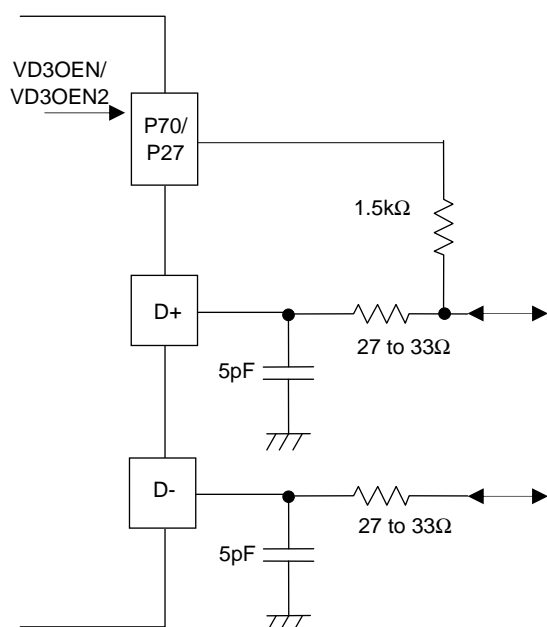 VD3OEN/
VD3OEN2
P70/
P27
1.5kΩ
D+
27 to 33Ω
5pF
D-
27 to 33Ω
5pF